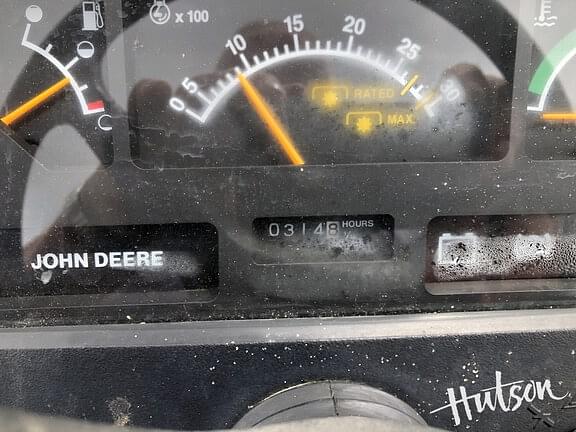 x 100
0 5 10 15 20 25 30
RATED
MAX.
03148 HOURS
JOHN DEERE
Hutson